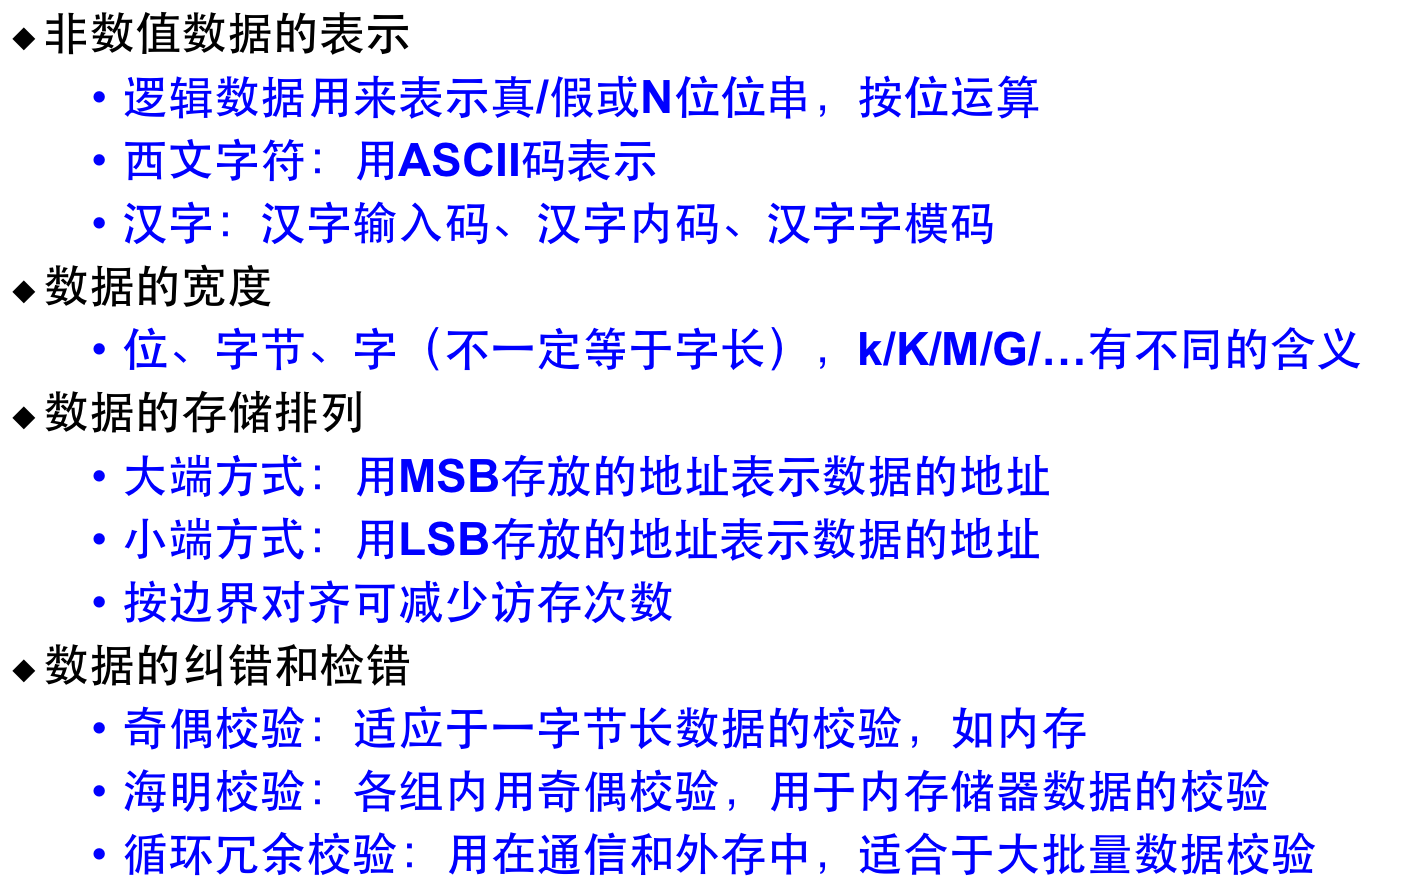 ◆非数值数据的表示
• 逻辑数据用来表示真/假或N位位串，按位运算
• 西文字符：用ASCII码表示
• 汉字：汉字输入码、汉字内码、汉字字模码
◆数据的宽度
• 位、字节、字（不一定等于字长），k/K/M/G/…有不同的含义
◆数据的存储排列
• 大端方式：用MSB存放的地址表示数据的地址
• 小端方式：用LSB存放的地址表示数据的地址
• 按边界对齐可减少访存次数
◆数据的纠错和检错
• 奇偶校验：适应于一字节长数据的校验，如内存
• 海明校验：各组内用奇偶校验，用于内存储器数据的校验
• 循环冗余校验：用在通信和外存中，适合于大批量数据校验